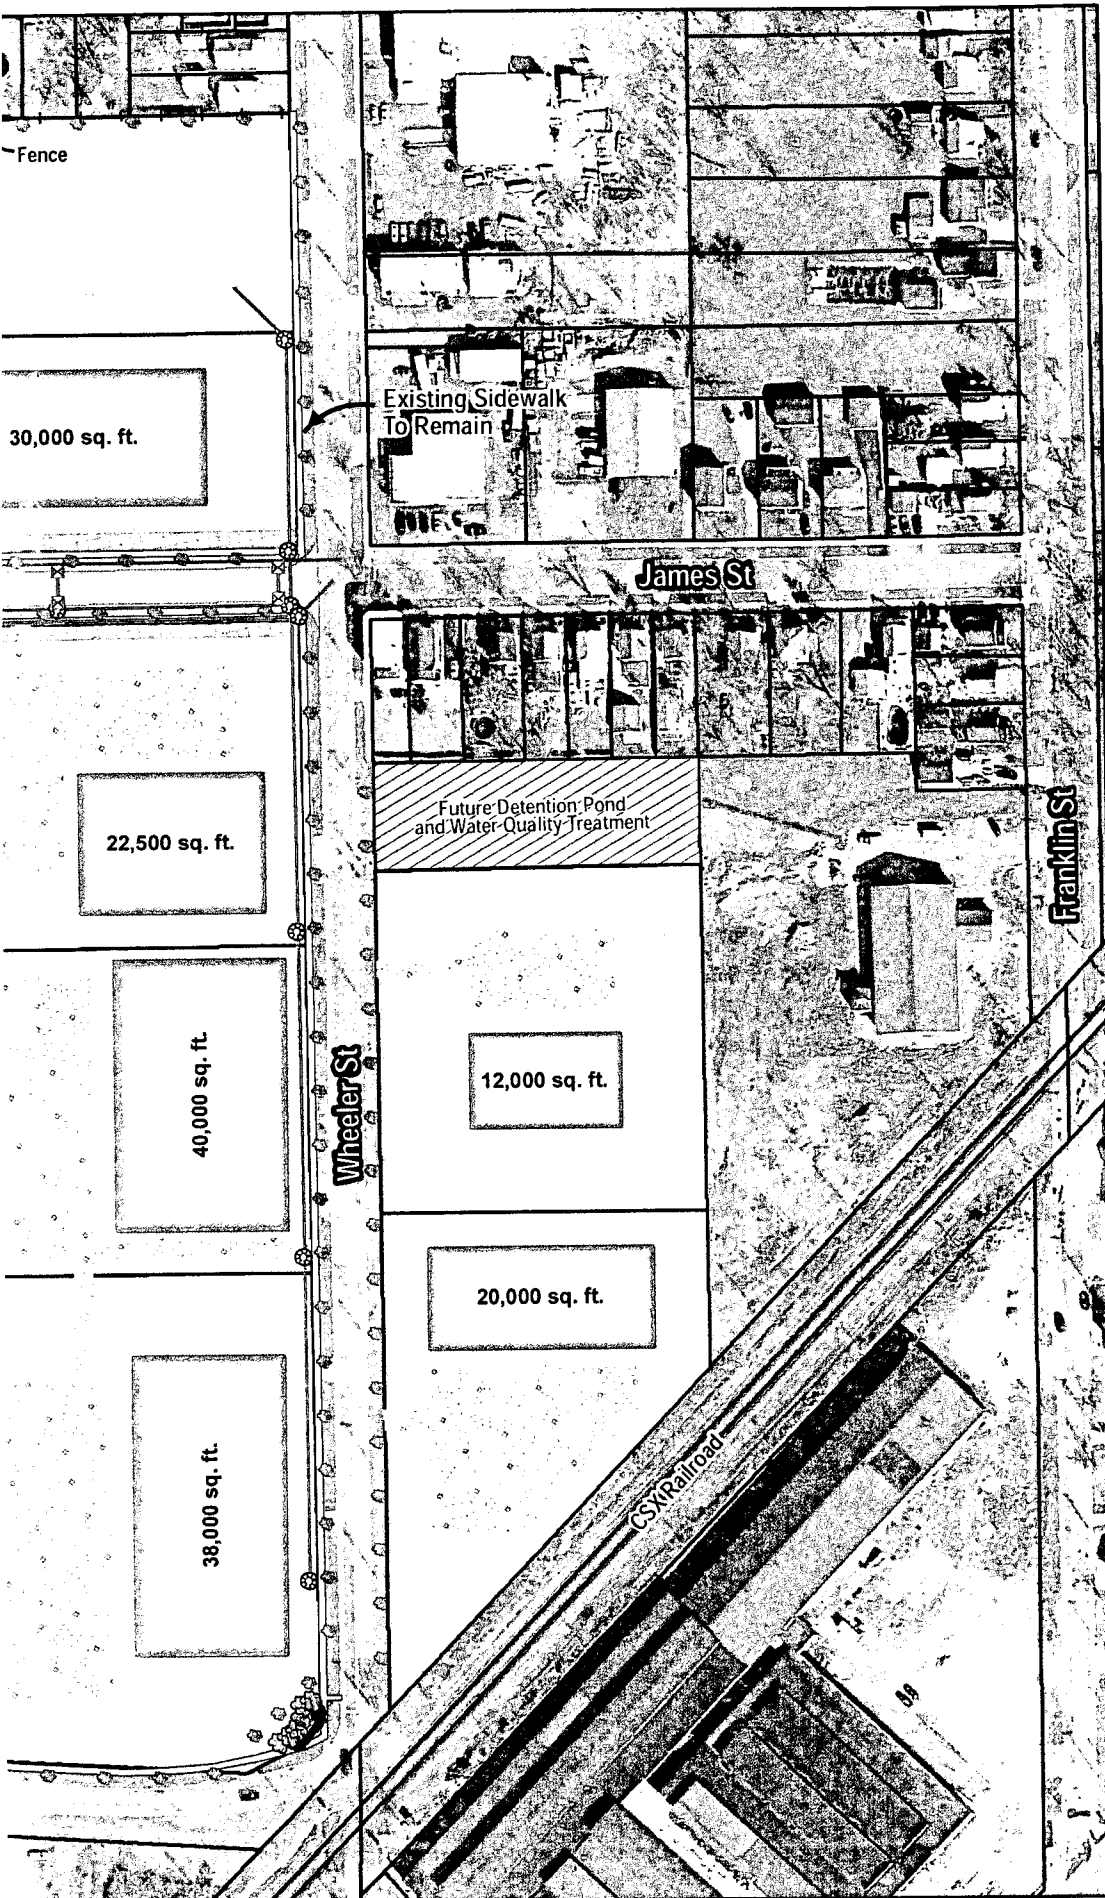 Fence
Existing Sidewalk
To Remain
30,000 sq. ft.
James St
Future Detention Pond
and Water Quality Treatment
22,500 sq. ft.
Franklin St
40,000 sq. ft.
Wheeler St
12,000 sq. ft.
20,000 sq. ft.
38,000 sq. ft.
CSX Railroad